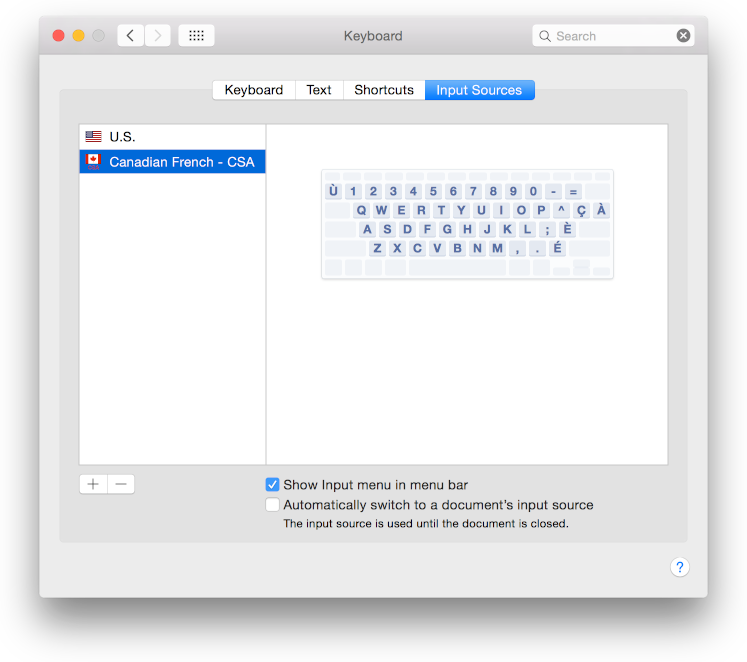 Keyboard
Search
Keyboard Text Shortcuts Input Sources
U.S.
Canadian French - CSA
Ù 1 2 3 4 5 6 7 8 9 0 - =
Q W E R T Y U I O P ^ Ç À
A S D F G H J K L ; È
Z X C V B N M , . É
+ −
Show Input menu in menu bar
Automatically switch to a document's input source
The input source is used until the document is closed.
?